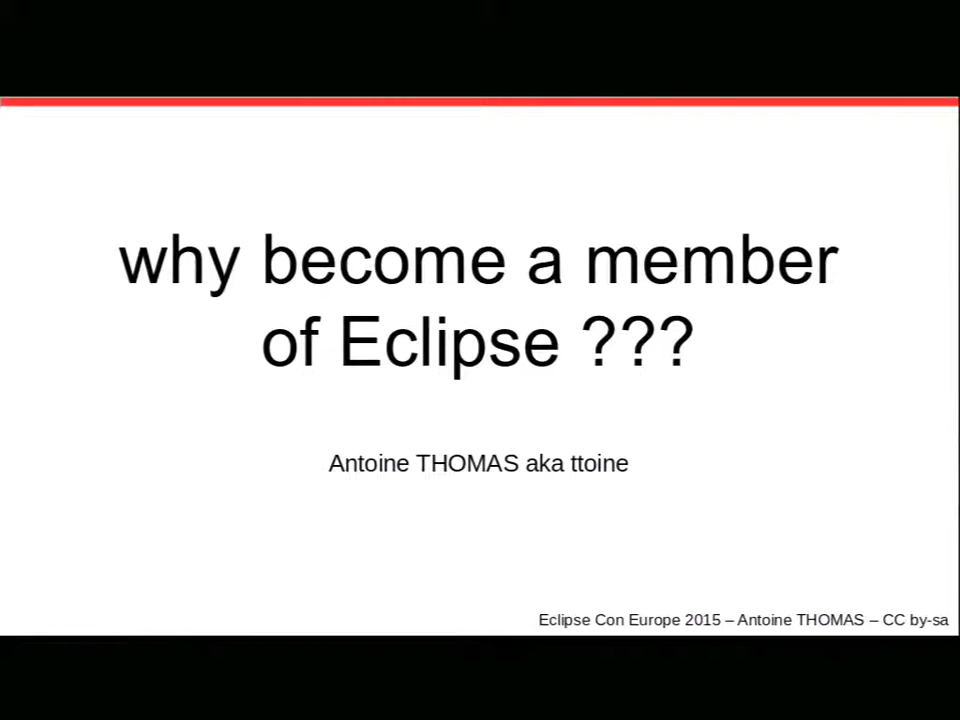 why become a member
of Eclipse ???
Antoine THOMAS aka ttoine
Eclipse Con Europe 2015 – Antoine THOMAS – CC by-sa